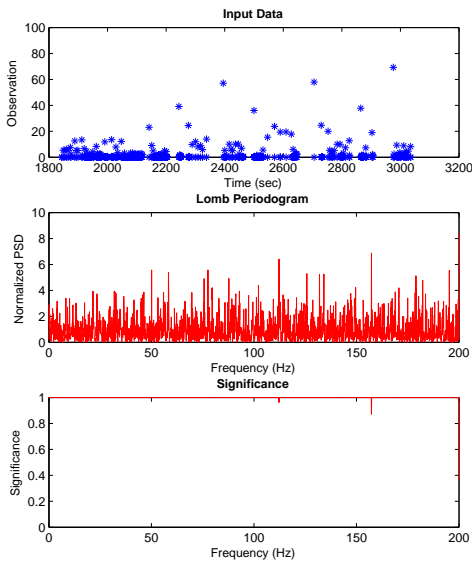 Input Data
100
80
60
40
20
0
Observation
1800 2000 2200 2400 2600 2800 3000 3200
Time (sec)
Lomb Periodogram
10
8
6
4
2
0
Normalized PSD
0 50 100 150 200
Frequency (Hz)
Significance
1
0.8
0.6
0.4
0.2
0
Significance
0 50 100 150 200
Frequency (Hz)